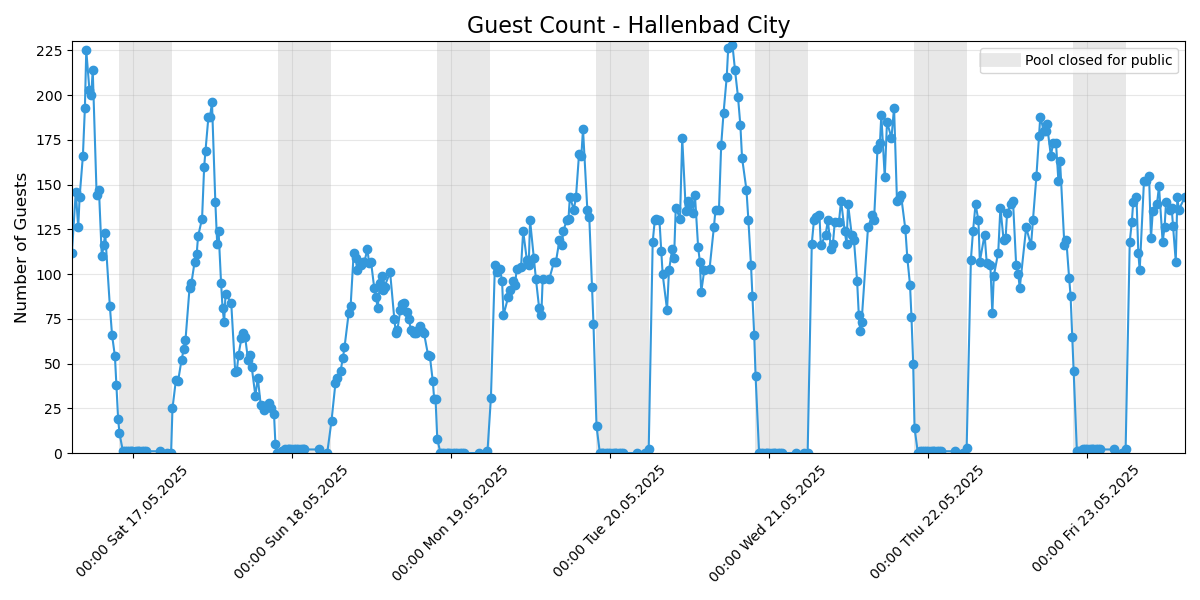 Guest Count - Hallenbad City
Pool closed for public
Number of Guests
225
200
175
150
125
100
75
50
25
0
00:00 Sat 17.05.2025
00:00 Sun 18.05.2025
00:00 Mon 19.05.2025
00:00 Tue 20.05.2025
00:00 Wed 21.05.2025
00:00 Thu 22.05.2025
00:00 Fri 23.05.2025